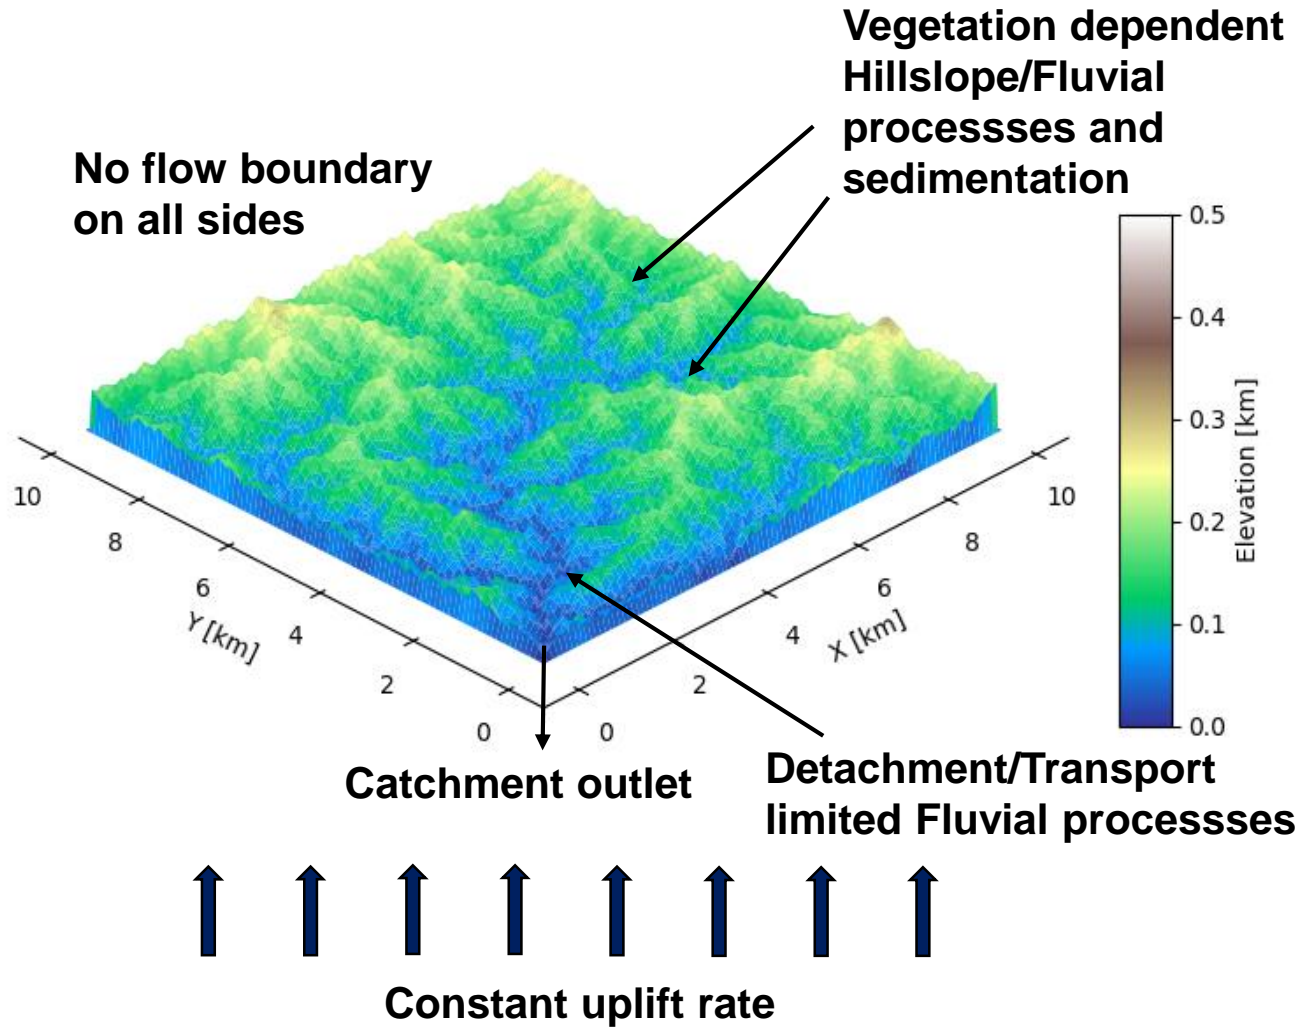 Vegetation dependent
Hillslope/Fluvial
processses and
sedimentation
No flow boundary
on all sides
0.5
0.4
0.3
0.2
0.1
0.0
Elevation [km]
10
8
6
4
2
0
Y [km]
0
2
4
6
8
10
X [km]
Catchment outlet
Detachment/Transport
limited Fluvial processses
Constant uplift rate